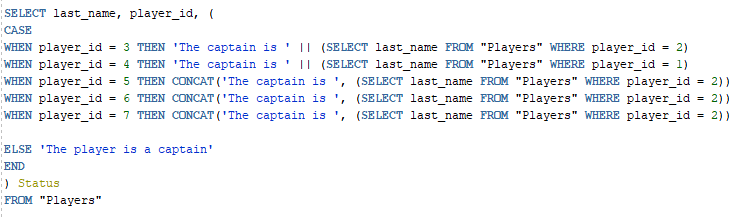 SELECT last_name, player_id, (
CASE
WHEN player_id = 3 THEN 'The captain is ' || (SELECT last_name FROM "Players" WHERE player_id = 2)
WHEN player_id = 4 THEN 'The captain is ' || (SELECT last_name FROM "Players" WHERE player_id = 1)
WHEN player_id = 5 THEN CONCAT('The captain is ', (SELECT last_name FROM "Players" WHERE player_id = 2))
WHEN player_id = 6 THEN CONCAT('The captain is ', (SELECT last_name FROM "Players" WHERE player_id = 2))
WHEN player_id = 7 THEN CONCAT('The captain is ', (SELECT last_name FROM "Players" WHERE player_id = 2))
ELSE 'The player is a captain'
END
) Status
FROM "Players"